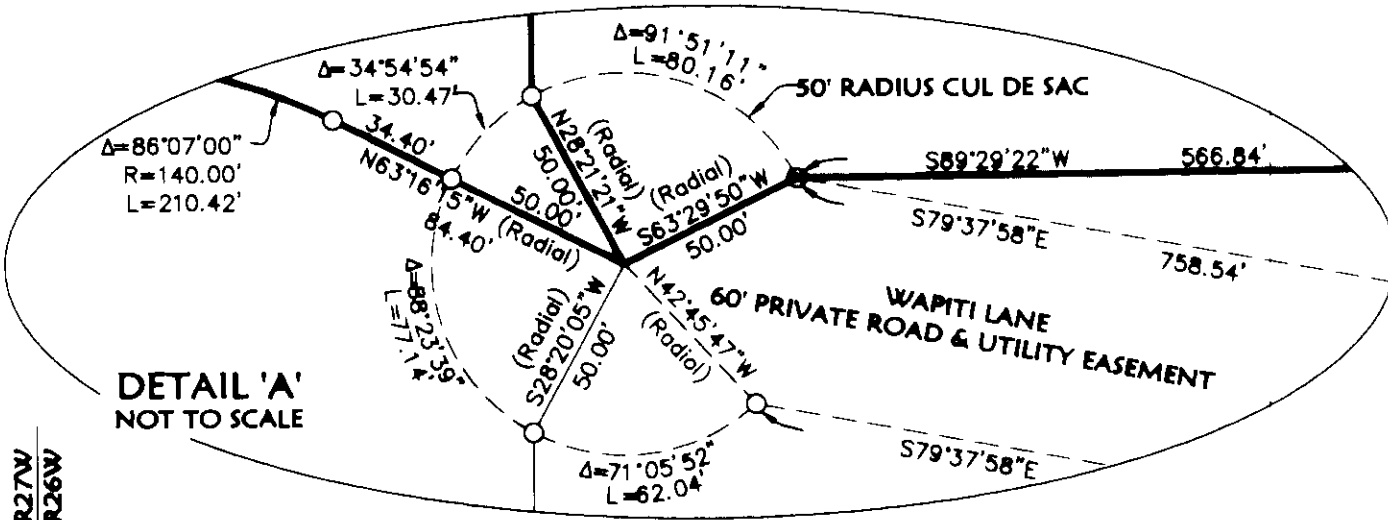 Δ=91°51'11"
L=80.16'
Δ=34°54'54"
L=30.47'
50' RADIUS CUL DE SAC
Δ=86°07'00"
R=140.00'
L=210.42'
34.40'
N63°16'15"W
84.40'
50.00'
(Radial)
N28°21'21"W
50.00'
(Radial)
(Radial)
S63°29'50"W
50.00'
S89°29'22"W
566.84'
S79°37'58"E
758.54'
WAPITI LANE
60' PRIVATE ROAD & UTILITY EASEMENT
N42°45'47"W
(Radial)
Δ=88°23'39"
L=77.14'
(Radial)
S28°20'05"W
50.00'
DETAIL 'A'
NOT TO SCALE
Δ=71°05'52"
L=62.04'
S79°37'58"E
R27W
R26W